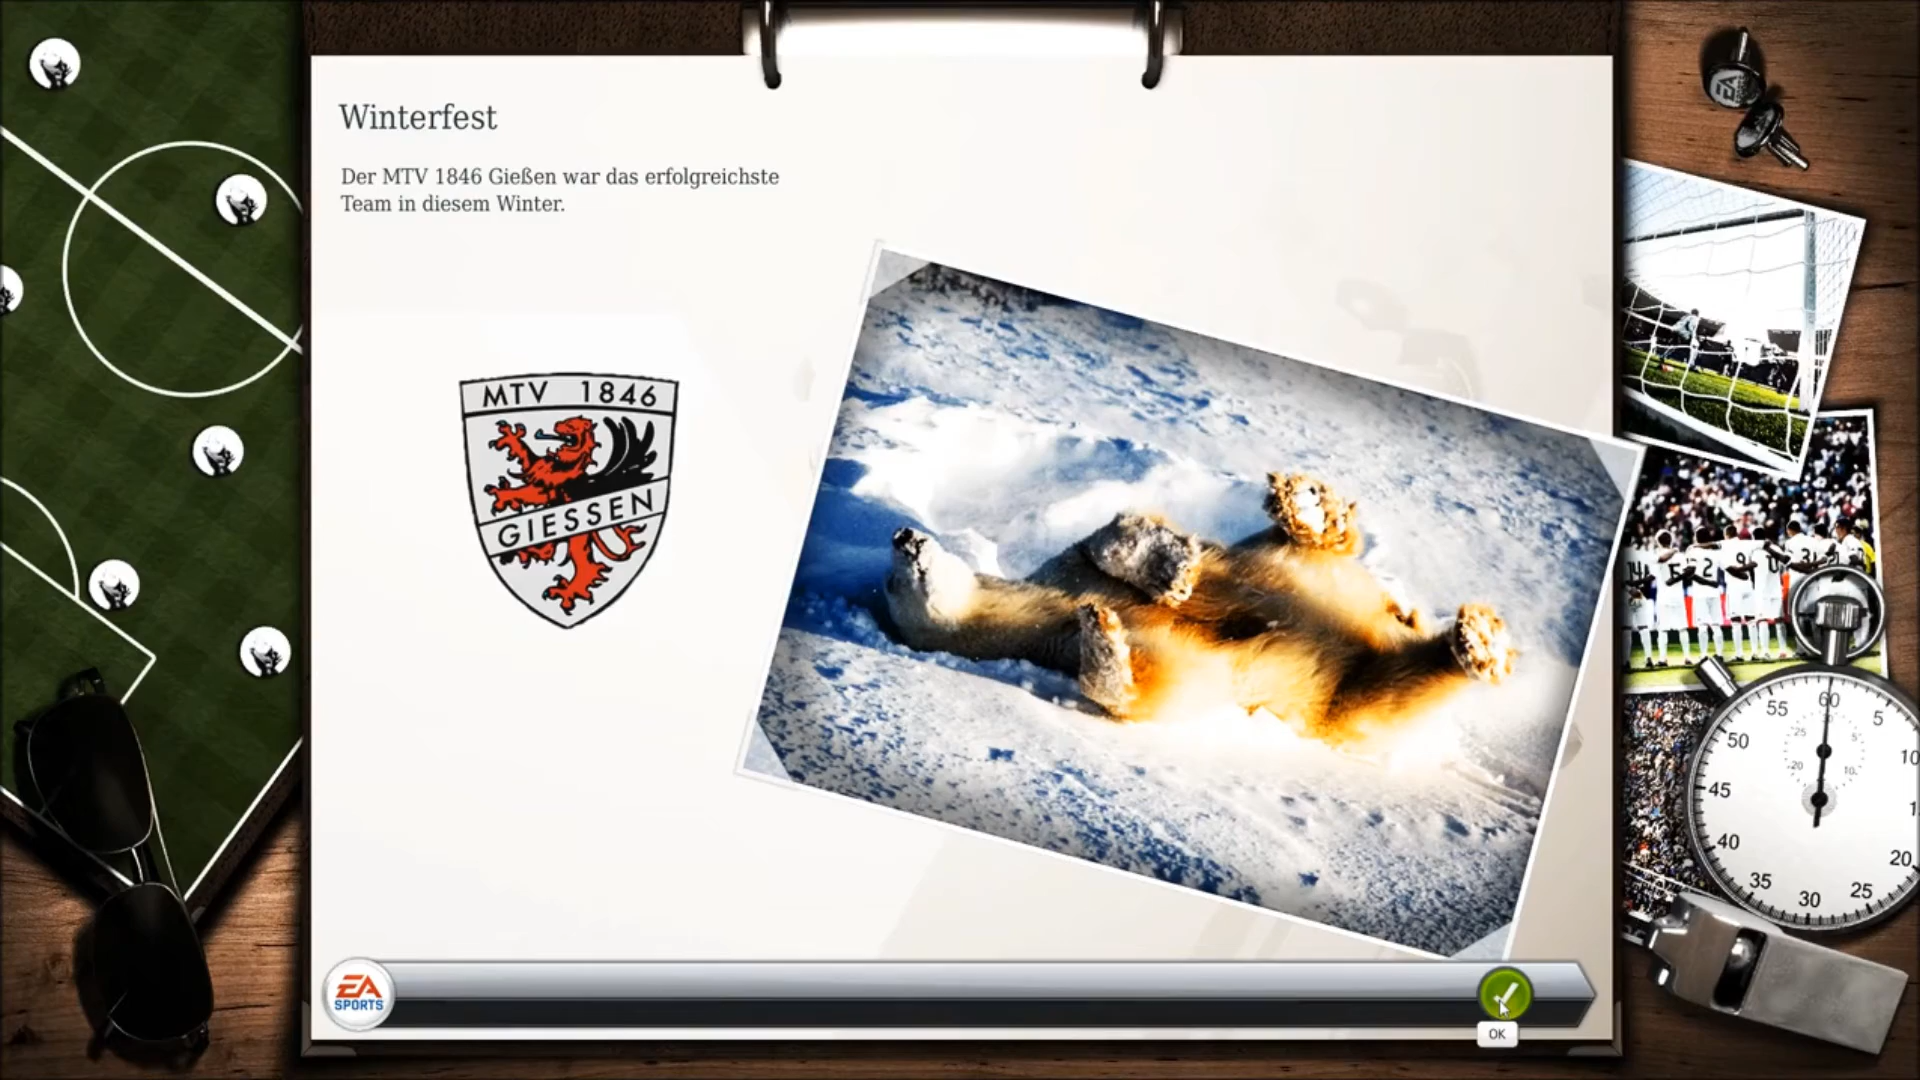 Winterfest
Der MTV 1846 Gießen war das erfolgreichste
Team in diesem Winter.
MTV 1846
GIESSEN
EA
SPORTS
OK
60
5
10
20
25
30
35
40
45
50
55